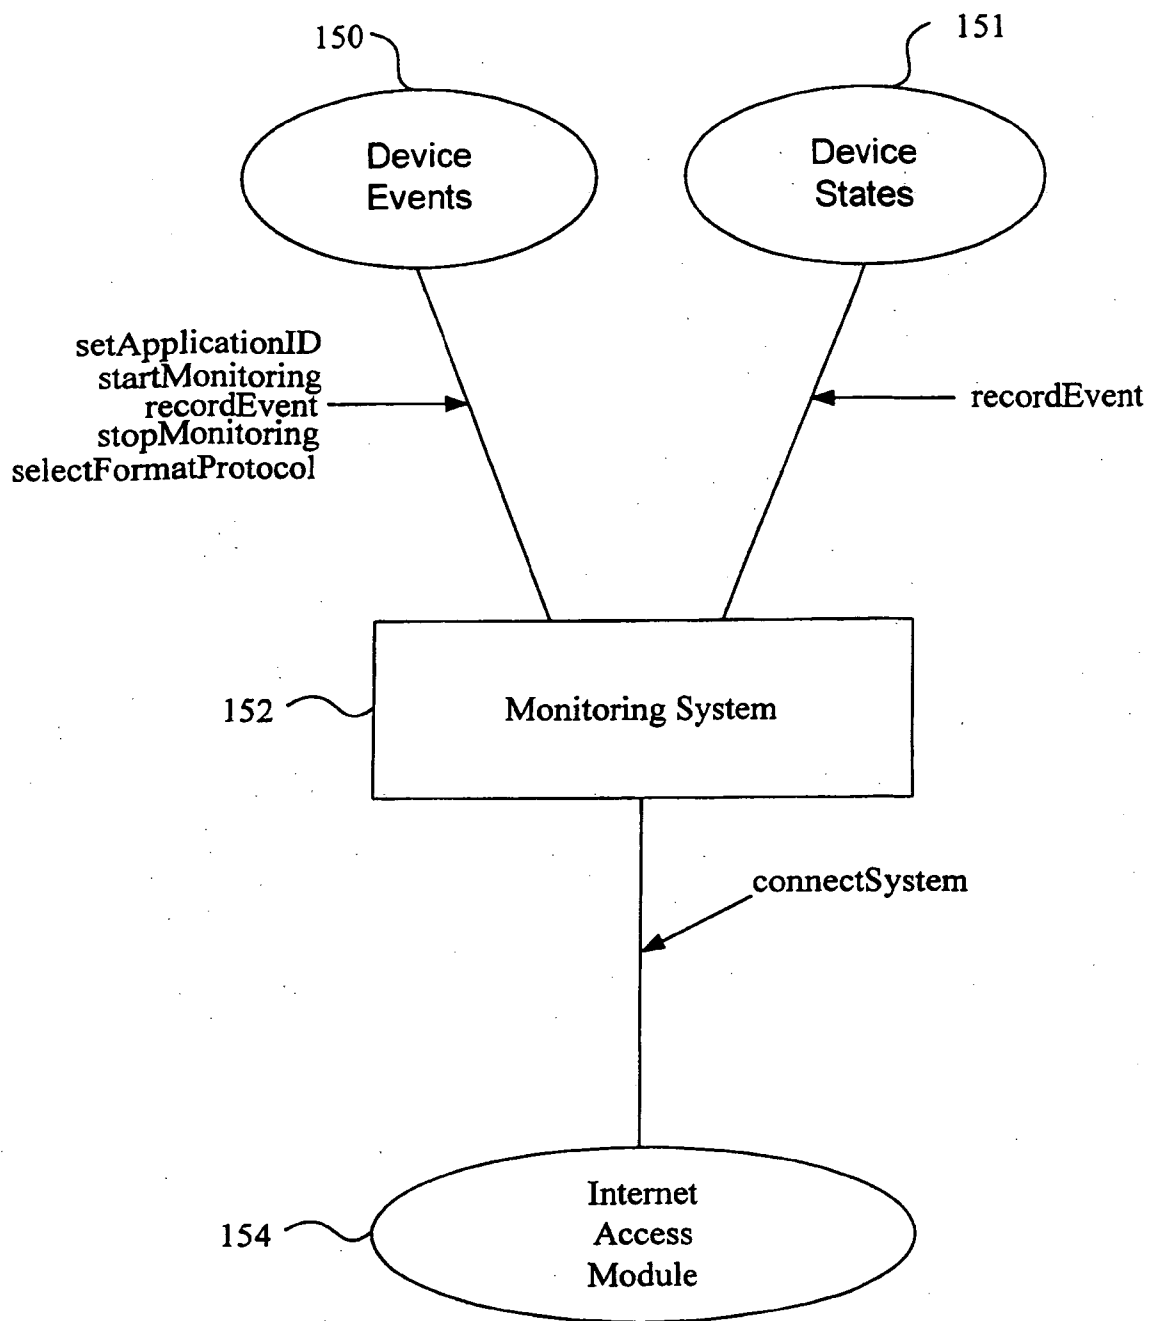 150
151
Device
Events
Device
States
setApplicationID
startMonitoring
recordEvent
stopMonitoring
selectFormatProtocol
recordEvent
152
Monitoring System
connectSystem
154
Internet
Access
Module